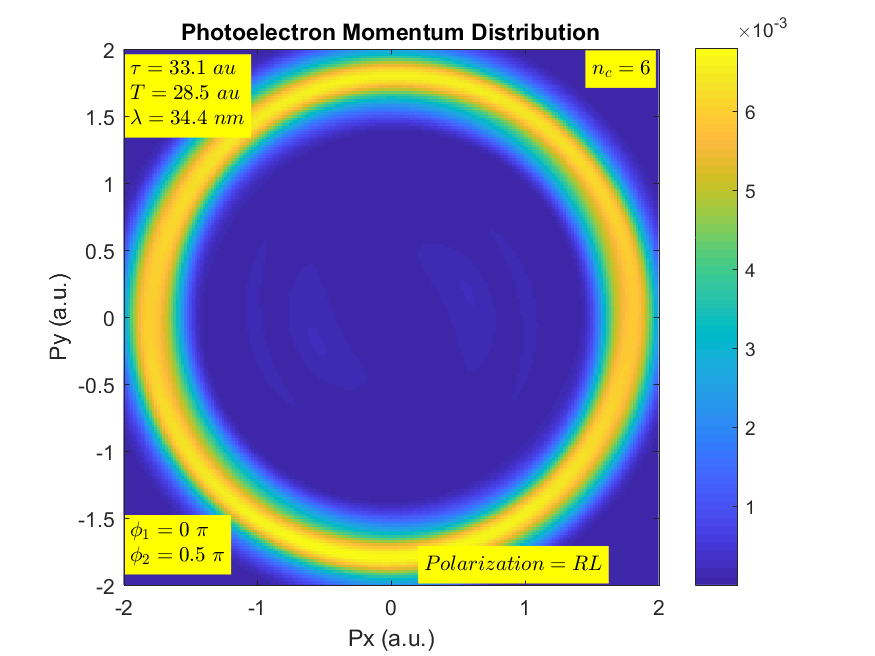 Photoelectron Momentum Distribution
×10⁻³
τ = 33.1 au
T = 28.5 au
λ = 34.4 nm
n_c = 6
2
1.5
1
0.5
0
-0.5
-1
-1.5
-2
Py (a.u.)
6
5
4
3
2
1
ϕ₁ = 0 π
ϕ₂ = 0.5 π
Polarization = RL
-2
-1
0
1
2
Px (a.u.)